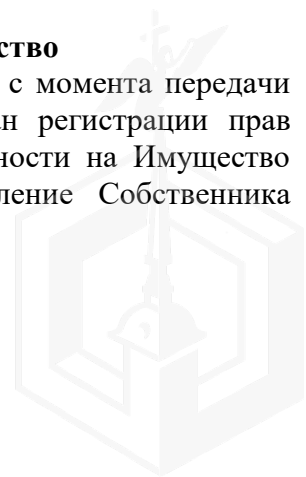 ство
с момента передачи
ан регистрации прав
ности на Имущество
ление Собственника